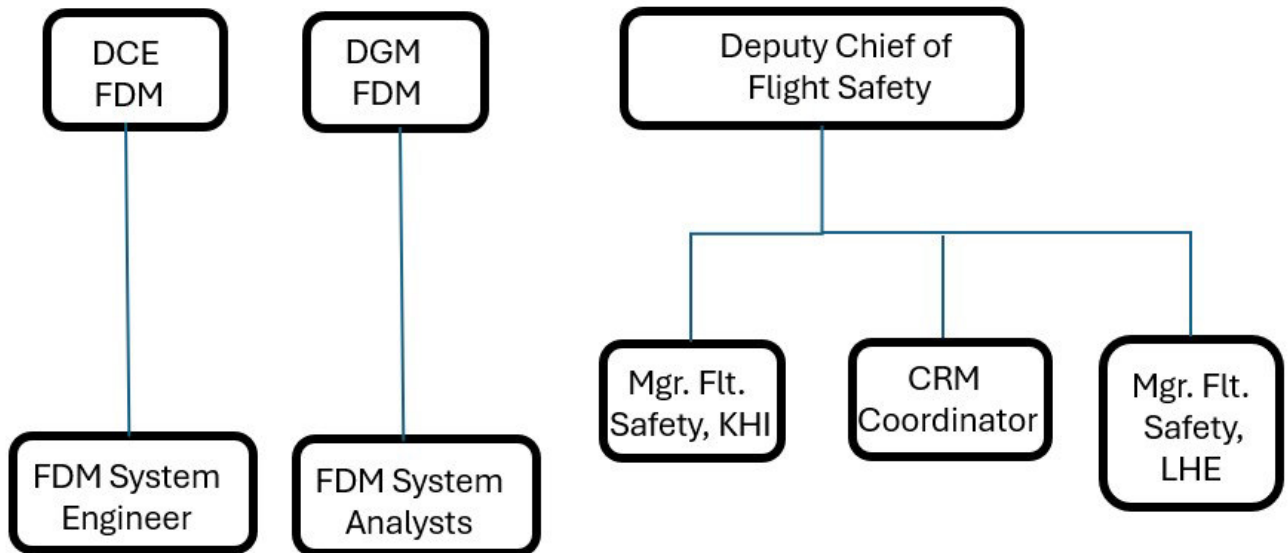 DCE
FDM
DGM
FDM
Deputy Chief of
Flight Safety
Mgr. Flt.
Safety, KHI
CRM
Coordinator
Mgr. Flt.
Safety,
LHE
FDM System
Engineer
FDM System
Analysts